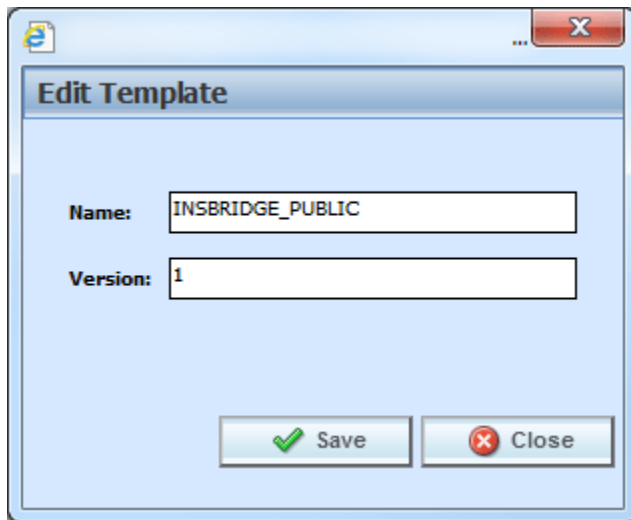 ...
Edit Template
Name: INSBRIDGE_PUBLIC
Version: 1
Save Close